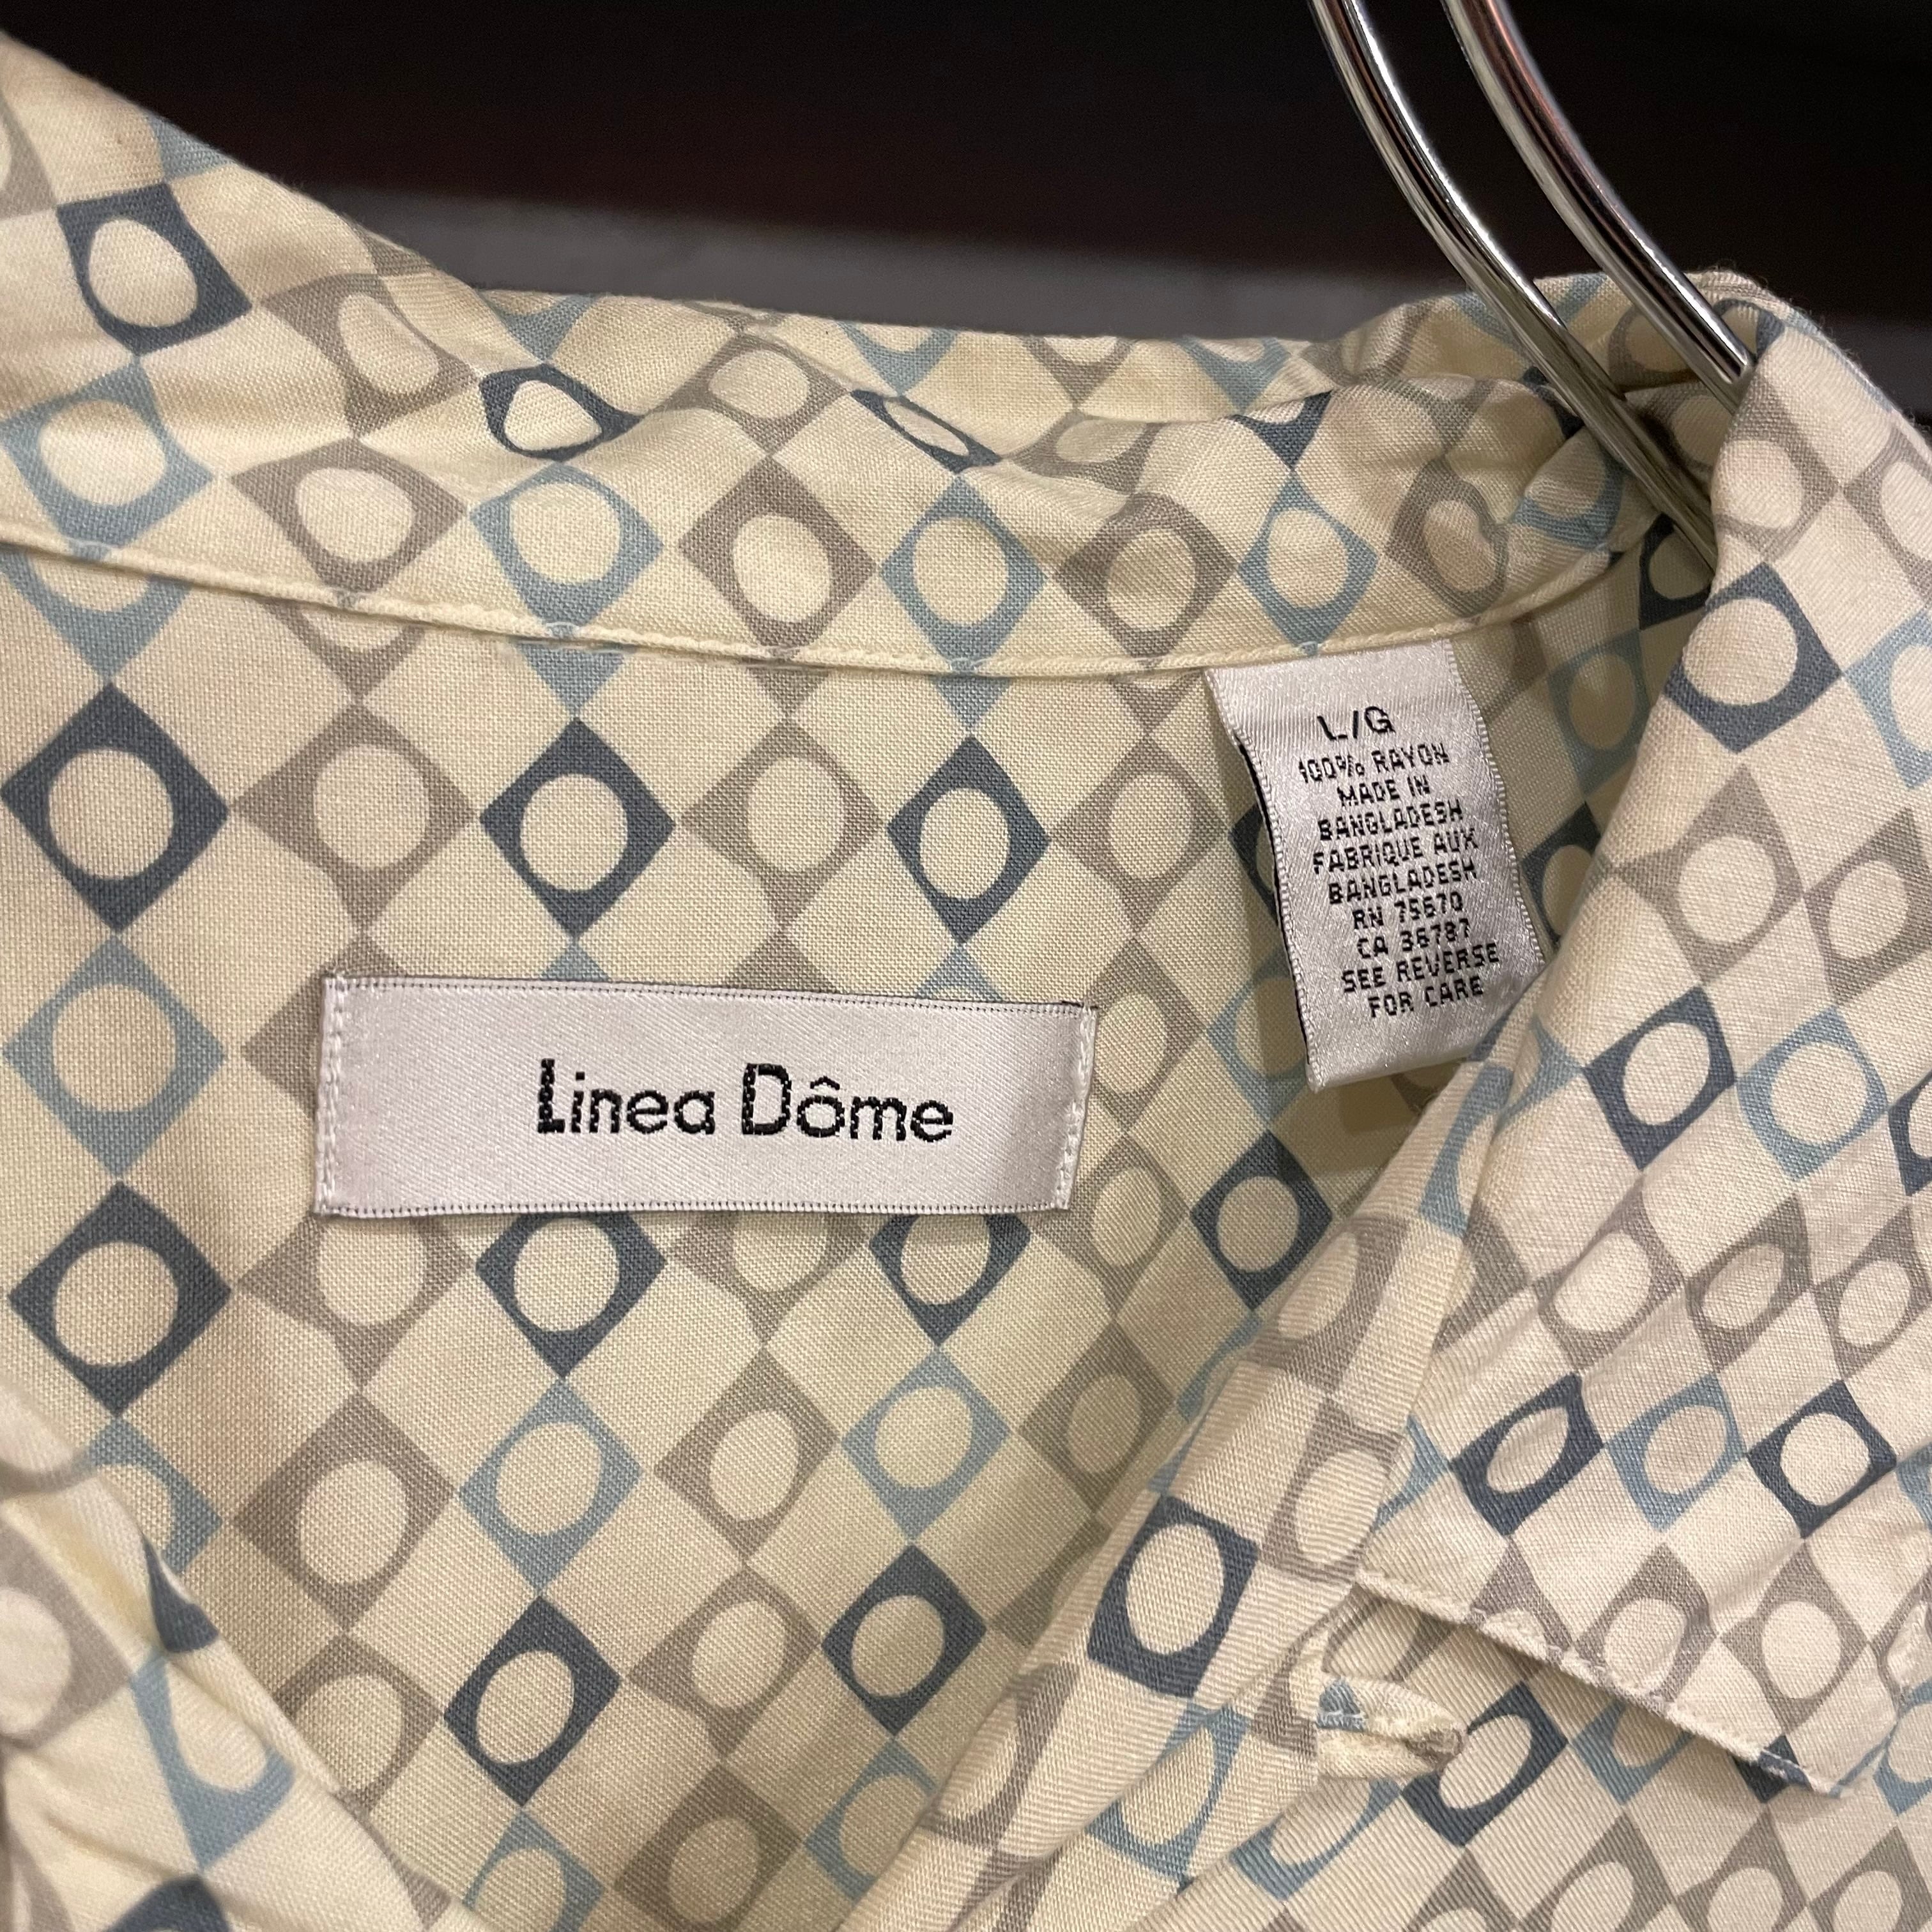 L/G
100% RAYON
MADE IN
BANGLADESH
FABRIQUE AUX
BANGLADESH
RN 75670
CA 36787
SEE REVERSE
FOR CARE
Linea Dôme